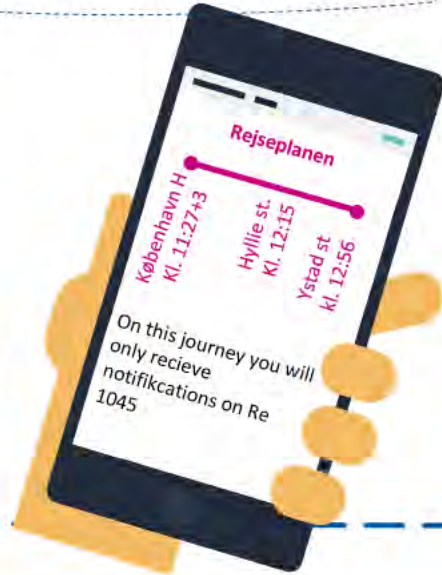 Rejseplanen
København H
Kl. 11:27+3
Hyllie st.
Kl. 12:15
Ystad st
kl. 12:56
On this journey you will
only recieve
notifikcations on Re
1045